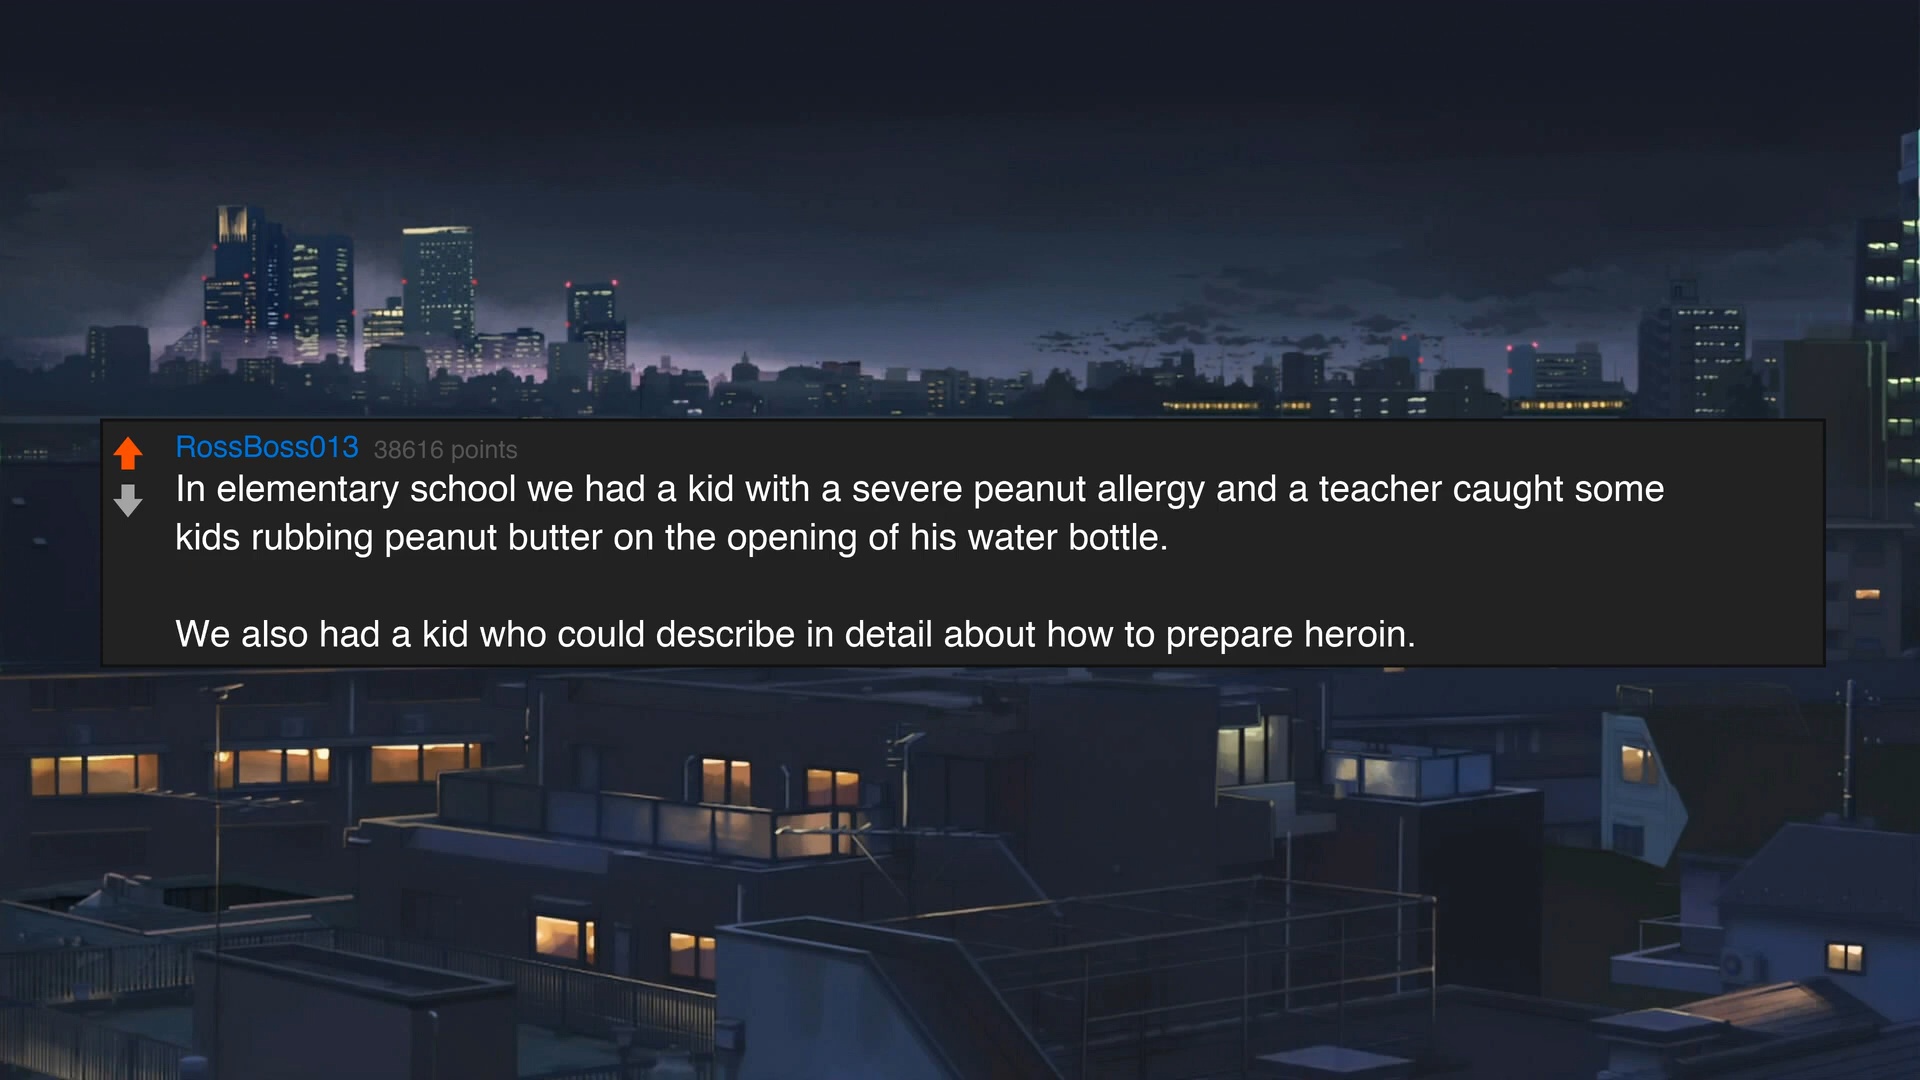 RossBoss013 38616 points
In elementary school we had a kid with a severe peanut allergy and a teacher caught some
kids rubbing peanut butter on the opening of his water bottle.
We also had a kid who could describe in detail about how to prepare heroin.